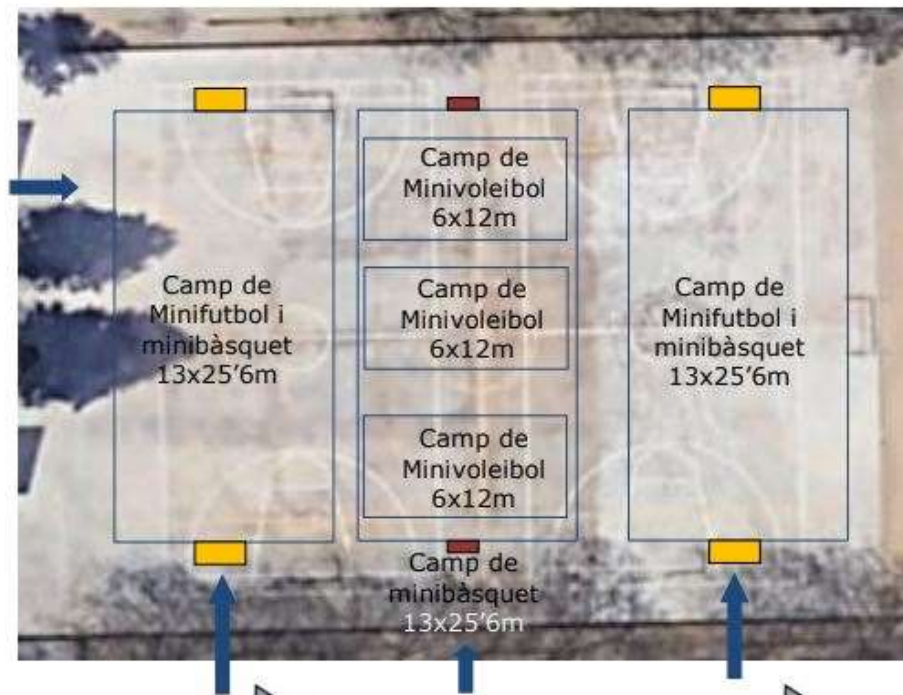 Camp de
Minivoleibol
6x12m
Camp de
Minifutbol i
minibàsquet
13x25'6m
Camp de
Minivoleibol
6x12m
Camp de
Minifutbol i
minibàsquet
13x25'6m
Camp de
Minivoleibol
6x12m
Camp de
minibàsquet
13x25'6m